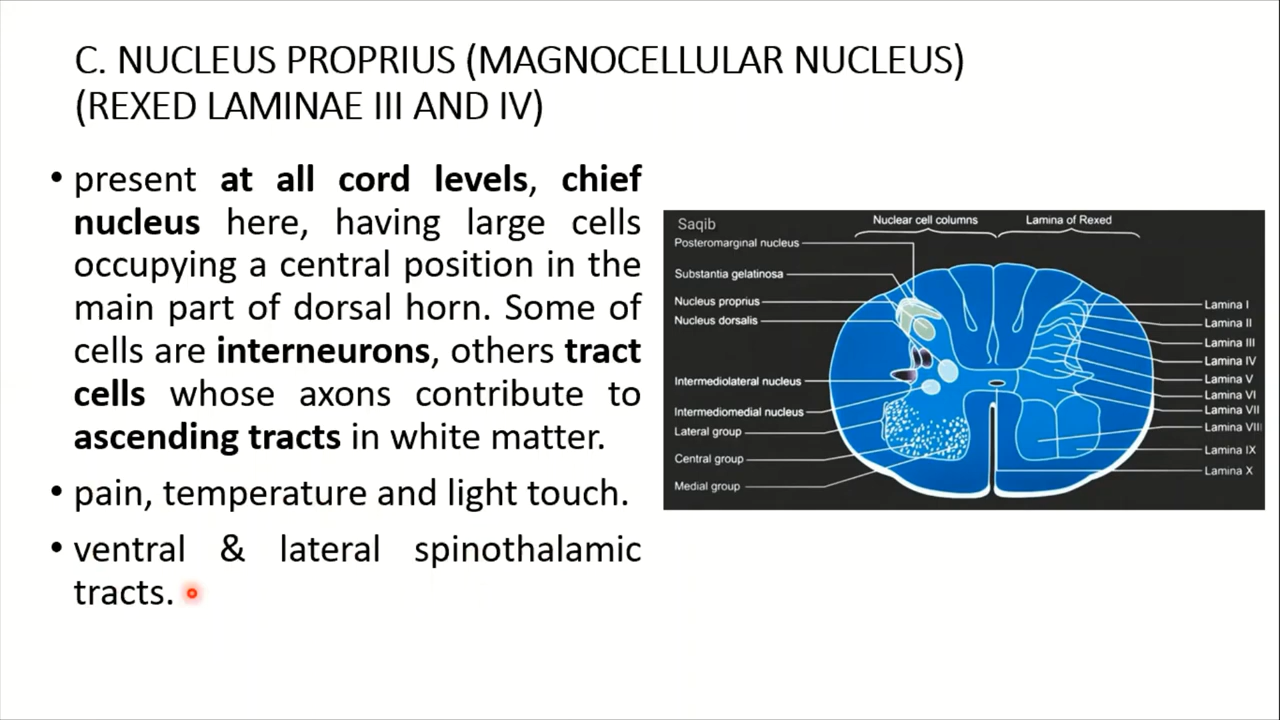 C. NUCLEUS PROPRIUS (MAGNOCELLULAR NUCLEUS)
(REXED LAMINAE III AND IV)
• present at all cord levels, chief
nucleus here, having large cells
occupying a central position in the
main part of dorsal horn. Some of
cells are interneurons, others tract
cells whose axons contribute to
ascending tracts in white matter.
• pain, temperature and light touch.
• ventral & lateral spinothalamic
tracts.
Saqib
Nuclear cell columns
Lamina of Rexed
Posteromarginal nucleus
Substantia gelatinosa
Nucleus proprius
Nucleus dorsalis
Intermediolateral nucleus
Intermediomedial nucleus
Lateral group
Central group
Medial group
Lamina I
Lamina II
Lamina III
Lamina IV
Lamina V
Lamina VI
Lamina VII
Lamina VIII
Lamina IX
Lamina X